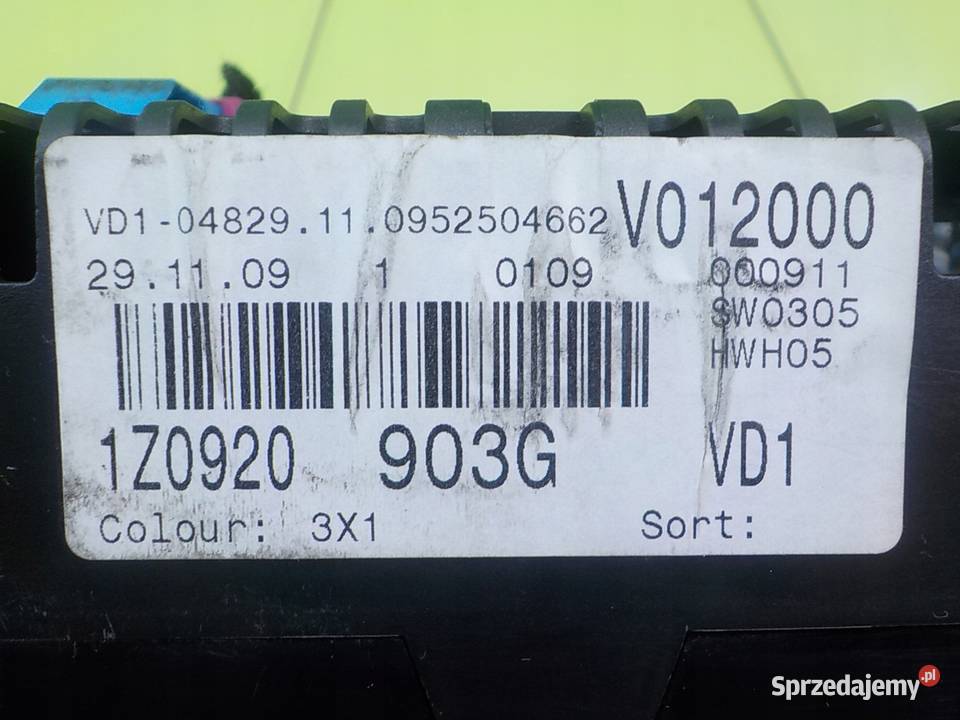 VD1-04829.11.0952504662 V012000
29.11.09 1 0109 000911
SW0305
HWH05
1Z0920 903G VD1
Colour: 3X1 Sort:
Sprzedajemy.pl